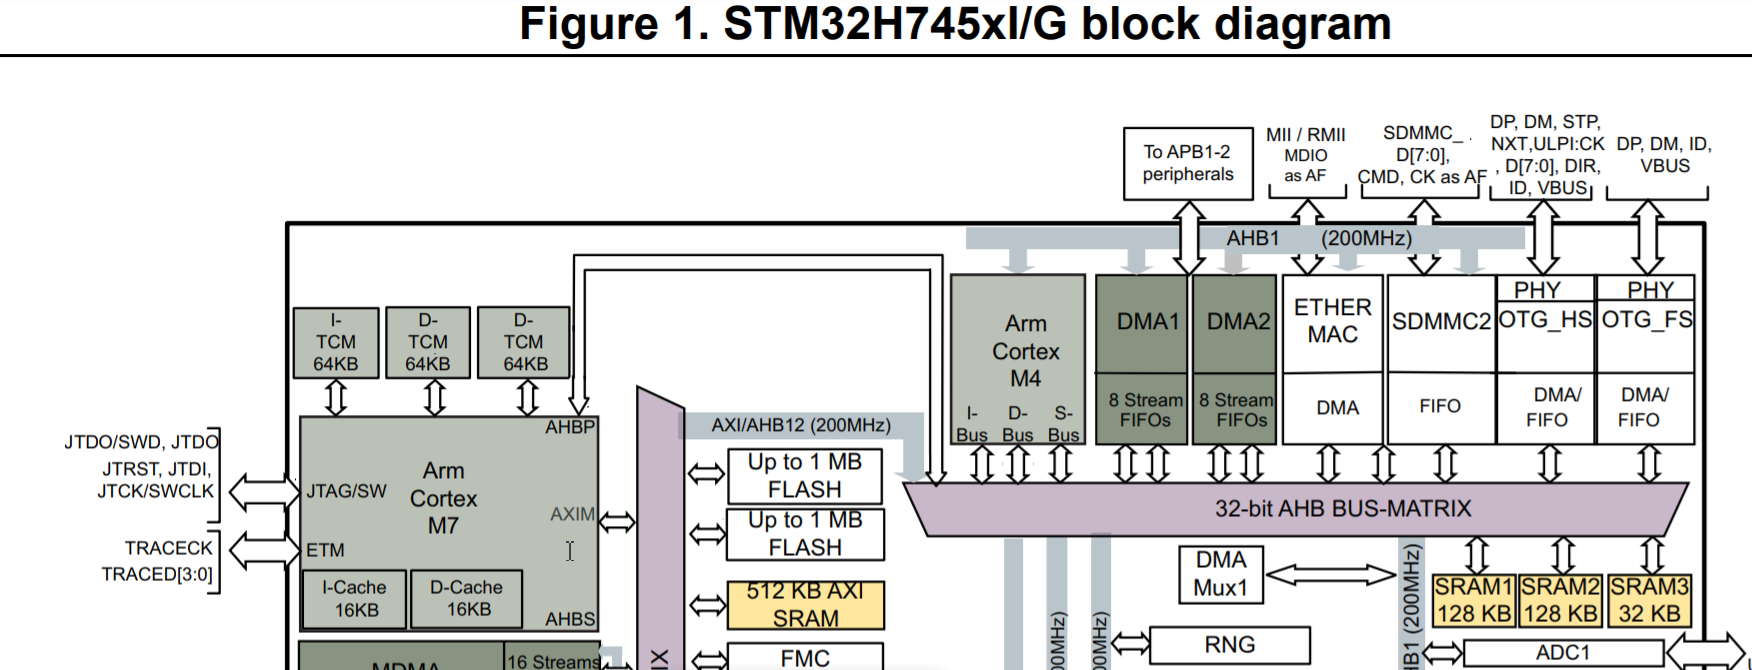 Figure 1. STM32H745xI/G block diagram
To APB1-2
peripherals
MII / RMII
MDIO
as AF
SDMMC_
D[7:0],
CMD, CK as AF
DP, DM, STP,
NXT,ULPI:CK
, D[7:0], DIR,
ID, VBUS
DP, DM, ID,
VBUS
AHB1 (200MHz)
I-
TCM
64KB
D-
TCM
64KB
D-
TCM
64KB
Arm
Cortex
M4
I-
Bus
D-
Bus
S-
Bus
DMA1
8 Stream
FIFOs
DMA2
8 Stream
FIFOs
ETHER
MAC
DMA
SDMMC2
FIFO
PHY
OTG_HS
DMA/
FIFO
PHY
OTG_FS
DMA/
FIFO
JTDO/SWD, JTDO
JTRST, JTDI,
JTCK/SWCLK
TRACECK
TRACED[3:0]
AHBP
JTAG/SW
Arm
Cortex
M7
AXIM
ETM
I-Cache
16KB
D-Cache
16KB
AHBS
AXI/AHB12 (200MHz)
Up to 1 MB
FLASH
Up to 1 MB
FLASH
512 KB AXI
SRAM
FMC
32-bit AHB BUS-MATRIX
DMA
Mux1
RNG
SRAM1
128 KB
SRAM2
128 KB
SRAM3
32 KB
ADC1
MDMA
16 Streams
IX
00MHz)
00MHz)
HB1 (200MHz)